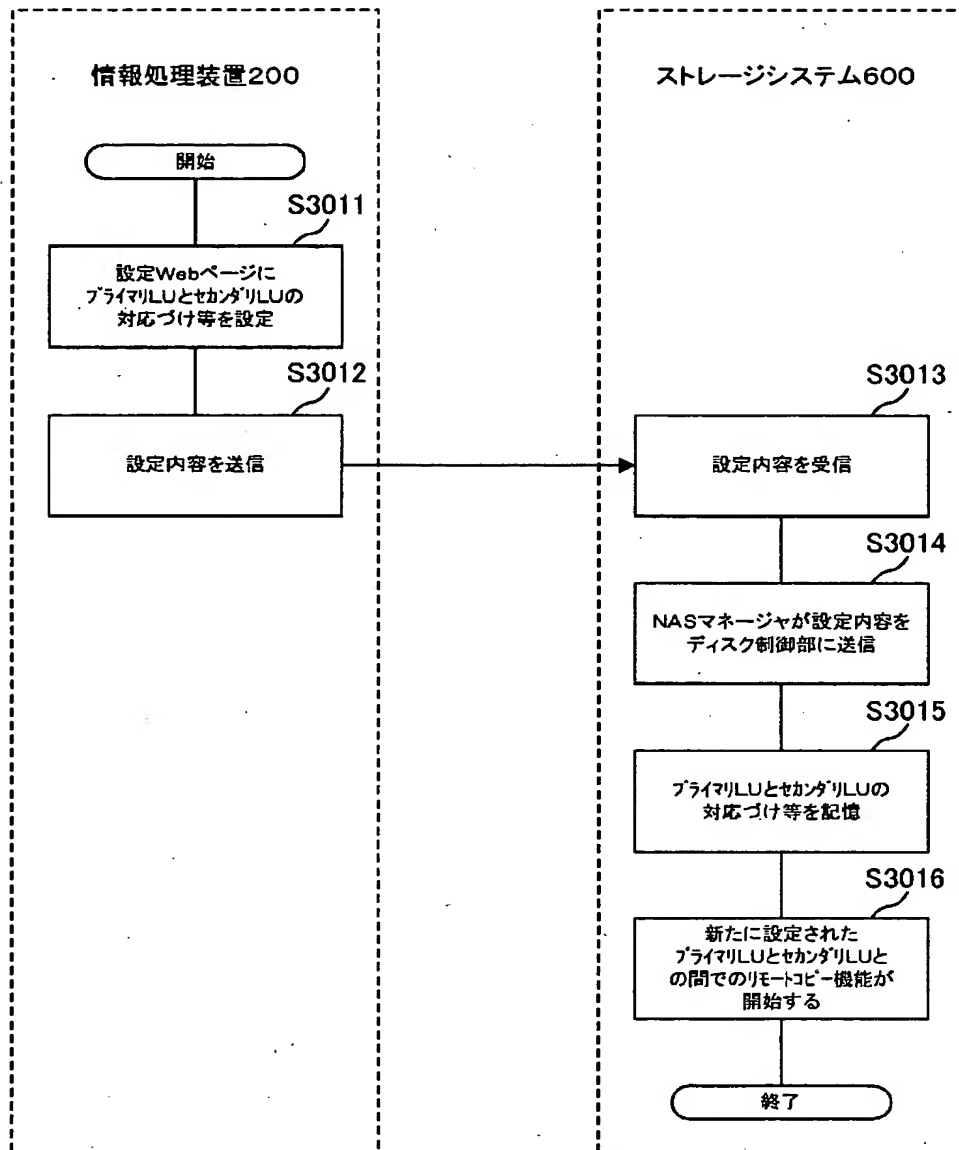 情報処理装置200
開始
S3011
設定Webページに
プライマリLUとセカンダリLUの
対応づけ等を設定
S3012
設定内容を送信
ストレージシステム600
S3013
設定内容を受信
S3014
NASマネージャが設定内容を
ディスク制御部に送信
S3015
プライマリLUとセカンダリLUの
対応づけ等を記憶
S3016
新たに設定された
プライマリLUとセカンダリLUと
の間でのリモートコピー機能が
開始する
終了